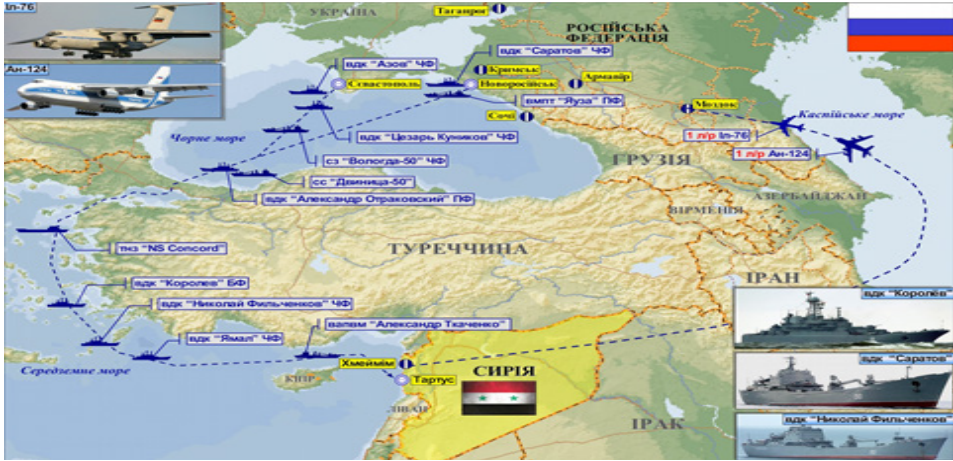 Іл-76
УКРАЇНА
Таганрог
РОСІЙСЬКА
ФЕДЕРАЦІЯ
вдк "Саратов" ЧФ
Ан-124
вдк "Азов" ЧФ
Кримськ
Севастополь
Новоросійськ
Армавір
вмпт "Яуза" ПФ
Моздок
Сочі
Каспійське море
Чорне море
вдк "Цезарь Куников" ЧФ
1 л/р Іл-76
1 л/р Ан-124
сз "Вологда-50" ЧФ
ГРУЗІЯ
сс "Двиница-50"
вдк "Александр Отраковский" ПФ
АЗЕРБАЙДЖАН
ВІРМЕНІЯ
тнз "NS Concord"
ТУРЕЧЧИНА
ІРАН
вдк "Королев" БФ
вдк "Королёв"
вдк "Николай Фильченков" ЧФ
вапвм "Александр Ткаченко"
вдк "Ямал" ЧФ
вдк "Саратов"
Середземне море
Хмеймім
КІПР
Тартус
СИРІЯ
ЛІВАН
ІРАК
вдк "Николай Фильченков"